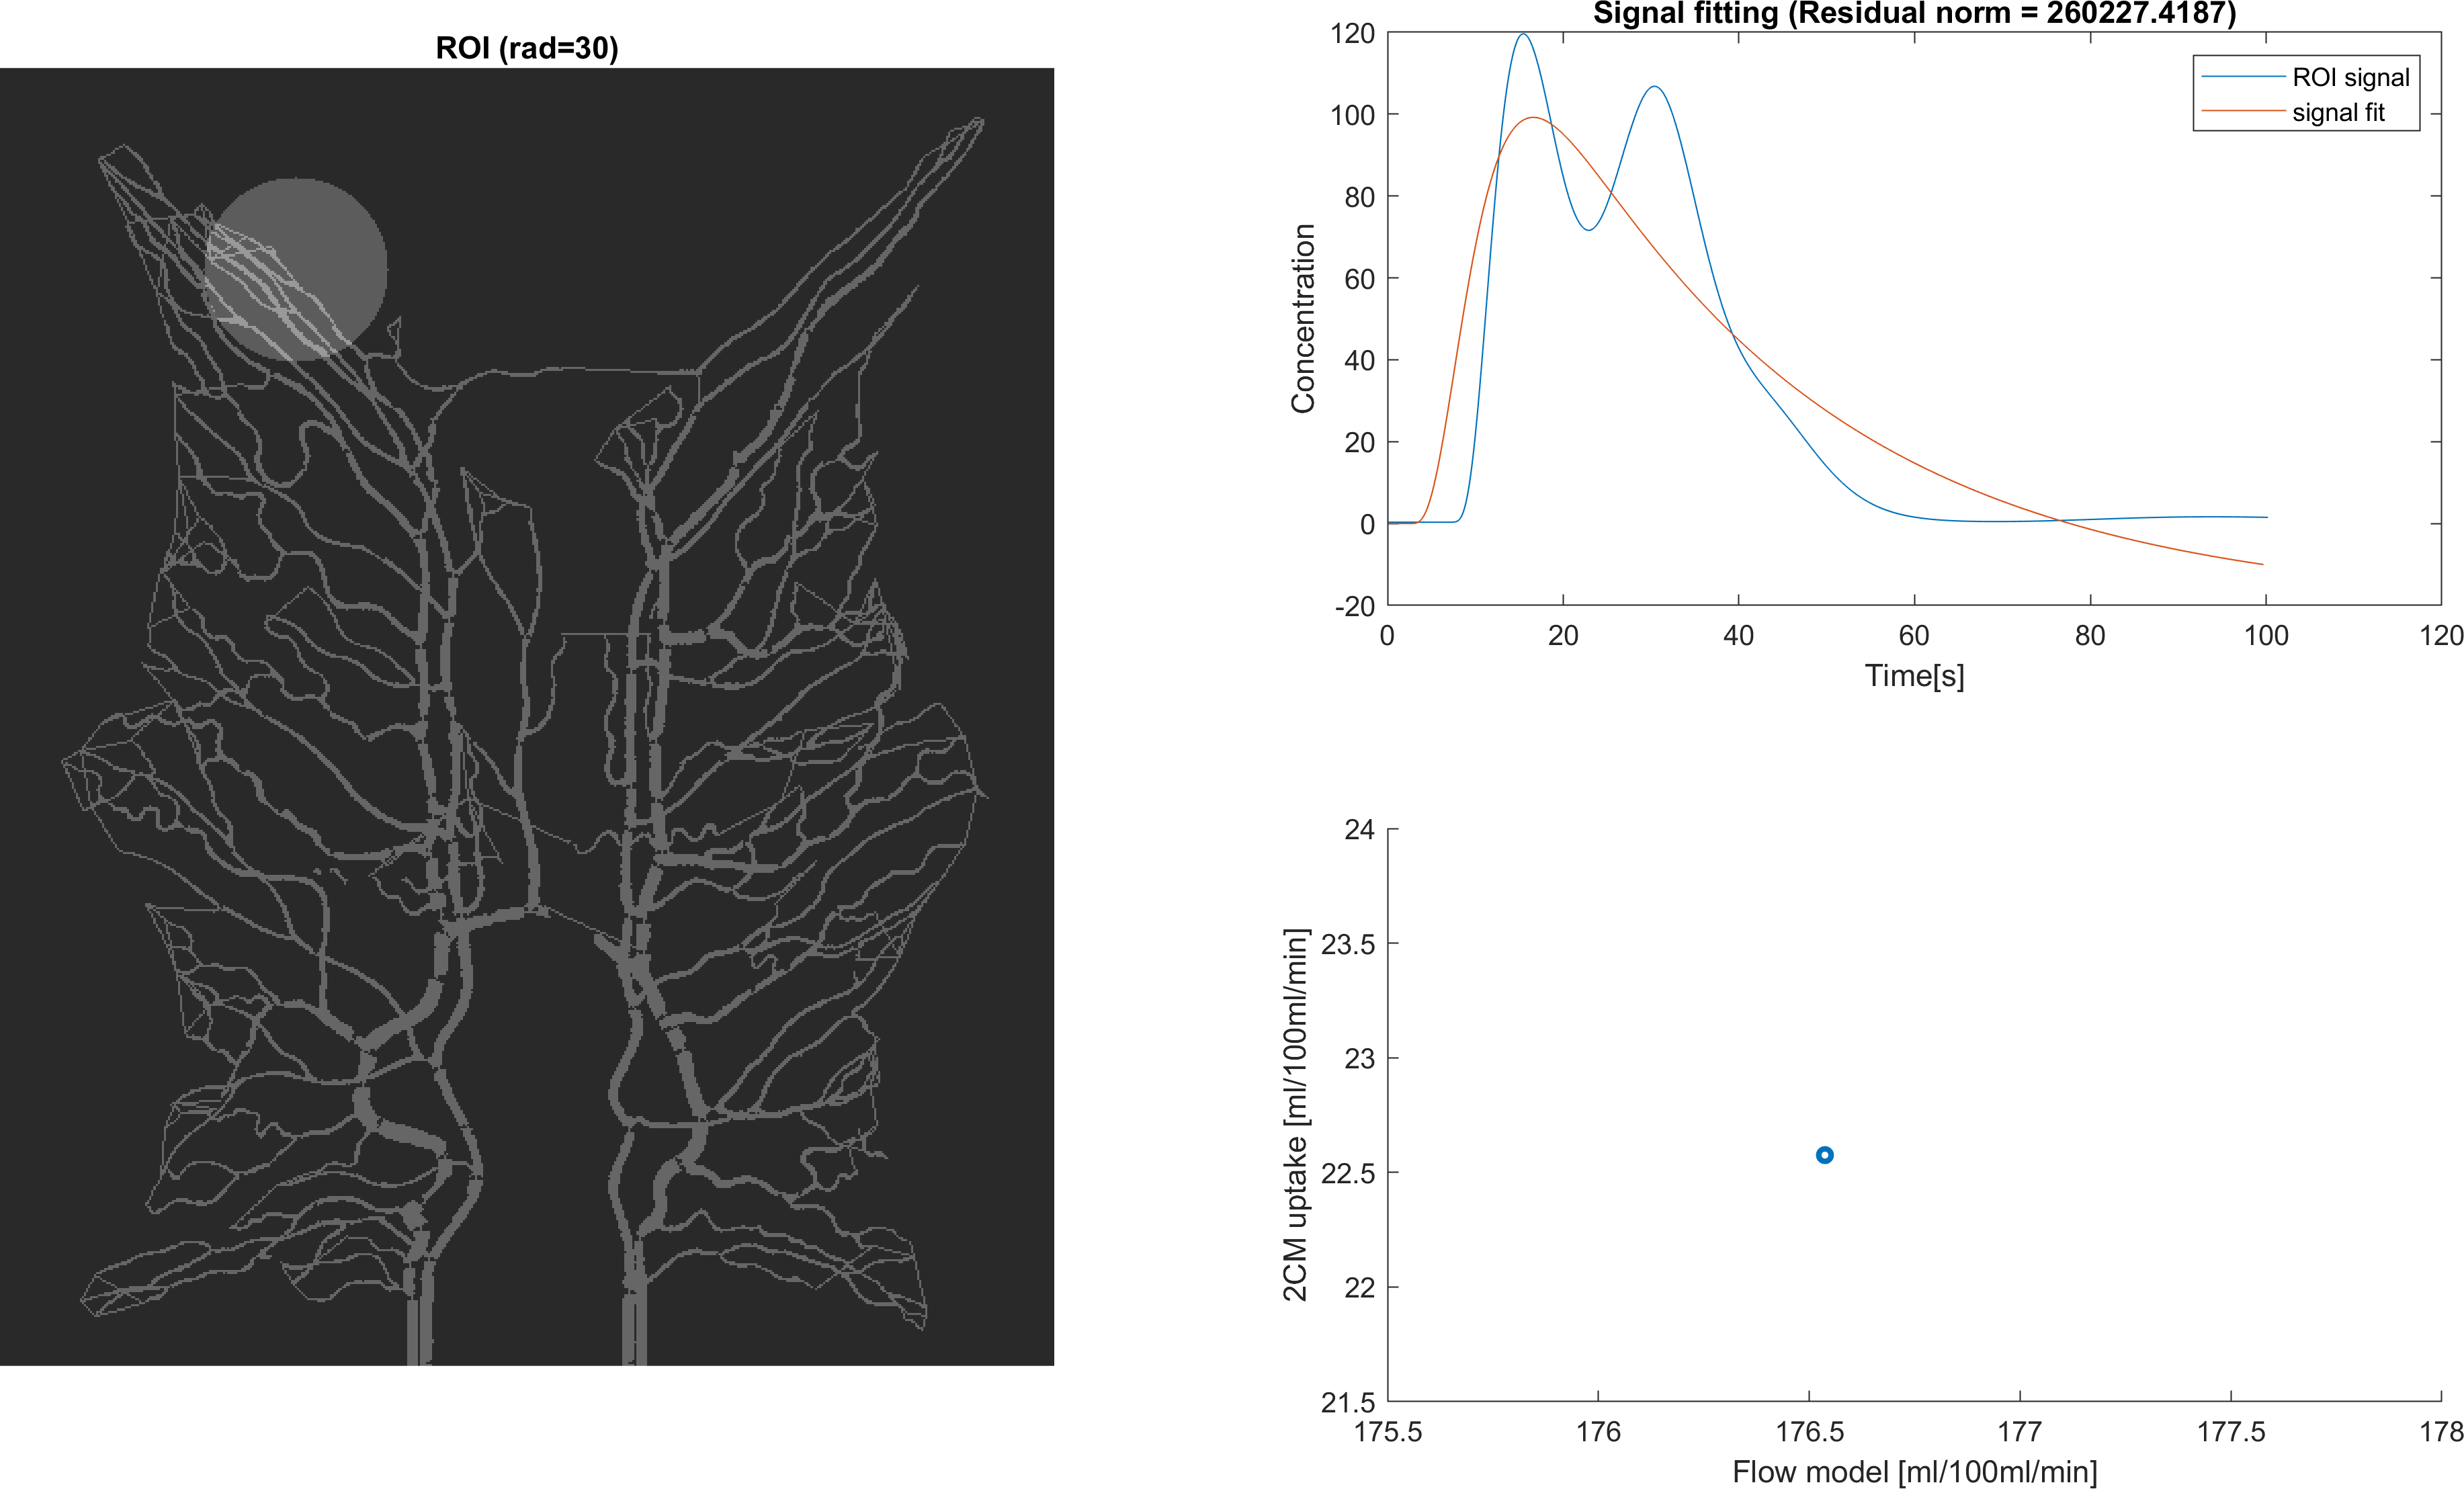 ROI (rad=30)
Signal fitting (Residual norm = 260227.4187)
120
100
80
60
40
20
0
-20
Concentration
ROI signal
signal fit
0 20 40 60 80 100 120
Time[s]
24
23.5
23
22.5
22
21.5
2CM uptake [ml/100ml/min]
175.5 176 176.5 177 177.5 178
Flow model [ml/100ml/min]